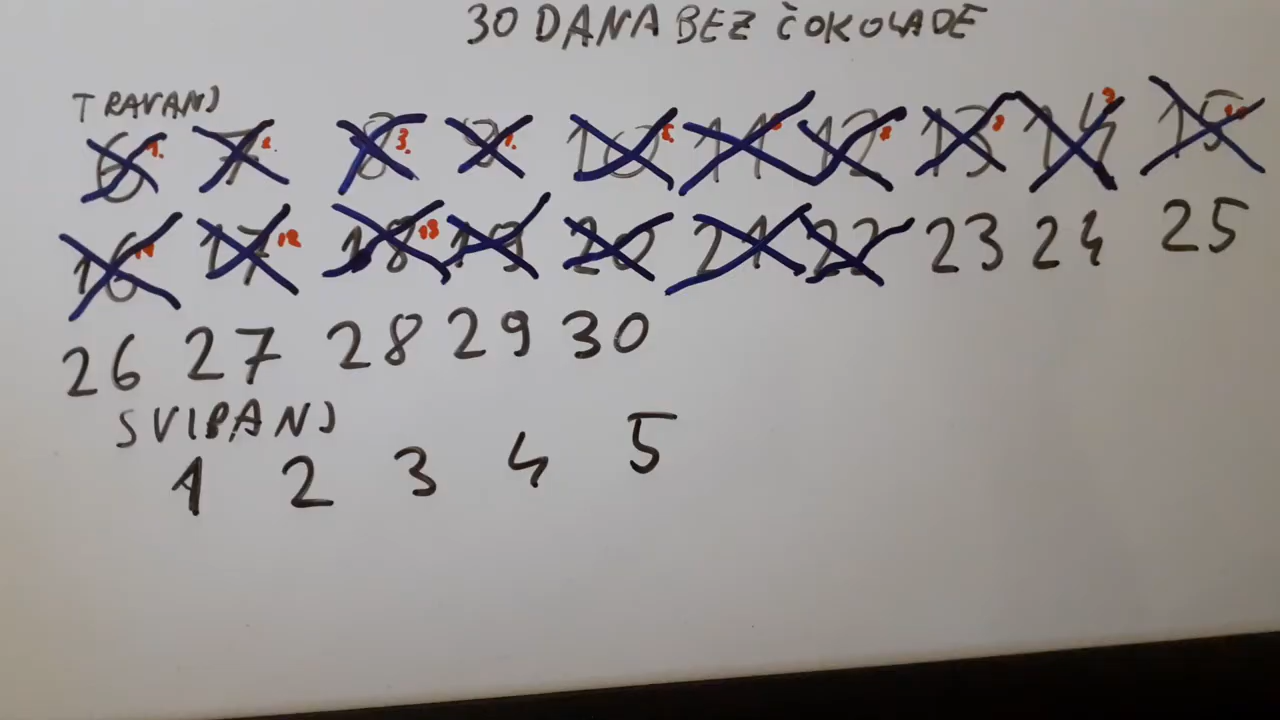 30 DANA BEZ ČOKOLADE
TRAVANJ
6 7 8 9 10 11 12 13 14 15
16 17 18 19 20 21 22 23 24 25
26 27 28 29 30
SVIPANJ
1 2 3 4 5